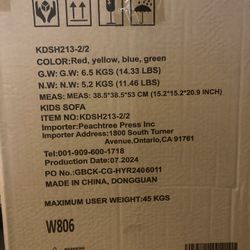 KDSH213-2/2
COLOR:Red, yellow, blue, green
G.W: G.W: 6.5 KGS (14.33 LBS)
N.W: N.W: 5.2 KGS (11.46 LBS)
MEAS: MEAS: 38.5*38.5*53 CM (15.2*15.2*20.9 INCH)
KIDS SOFA
ITEM NO:KDSH213-2/2
Importer:Peachtree Press Inc
Importer Address:1800 South Turner
Avenue,Ontario,CA 91761
Tel:001-909-600-1718
Production Date:07.2024
PO No.:GBCK-CG-HYR2406011
MADE IN CHINA, DONGGUAN
MAXIMUM USER WEIGHT:45 KGS
W806
WARNING